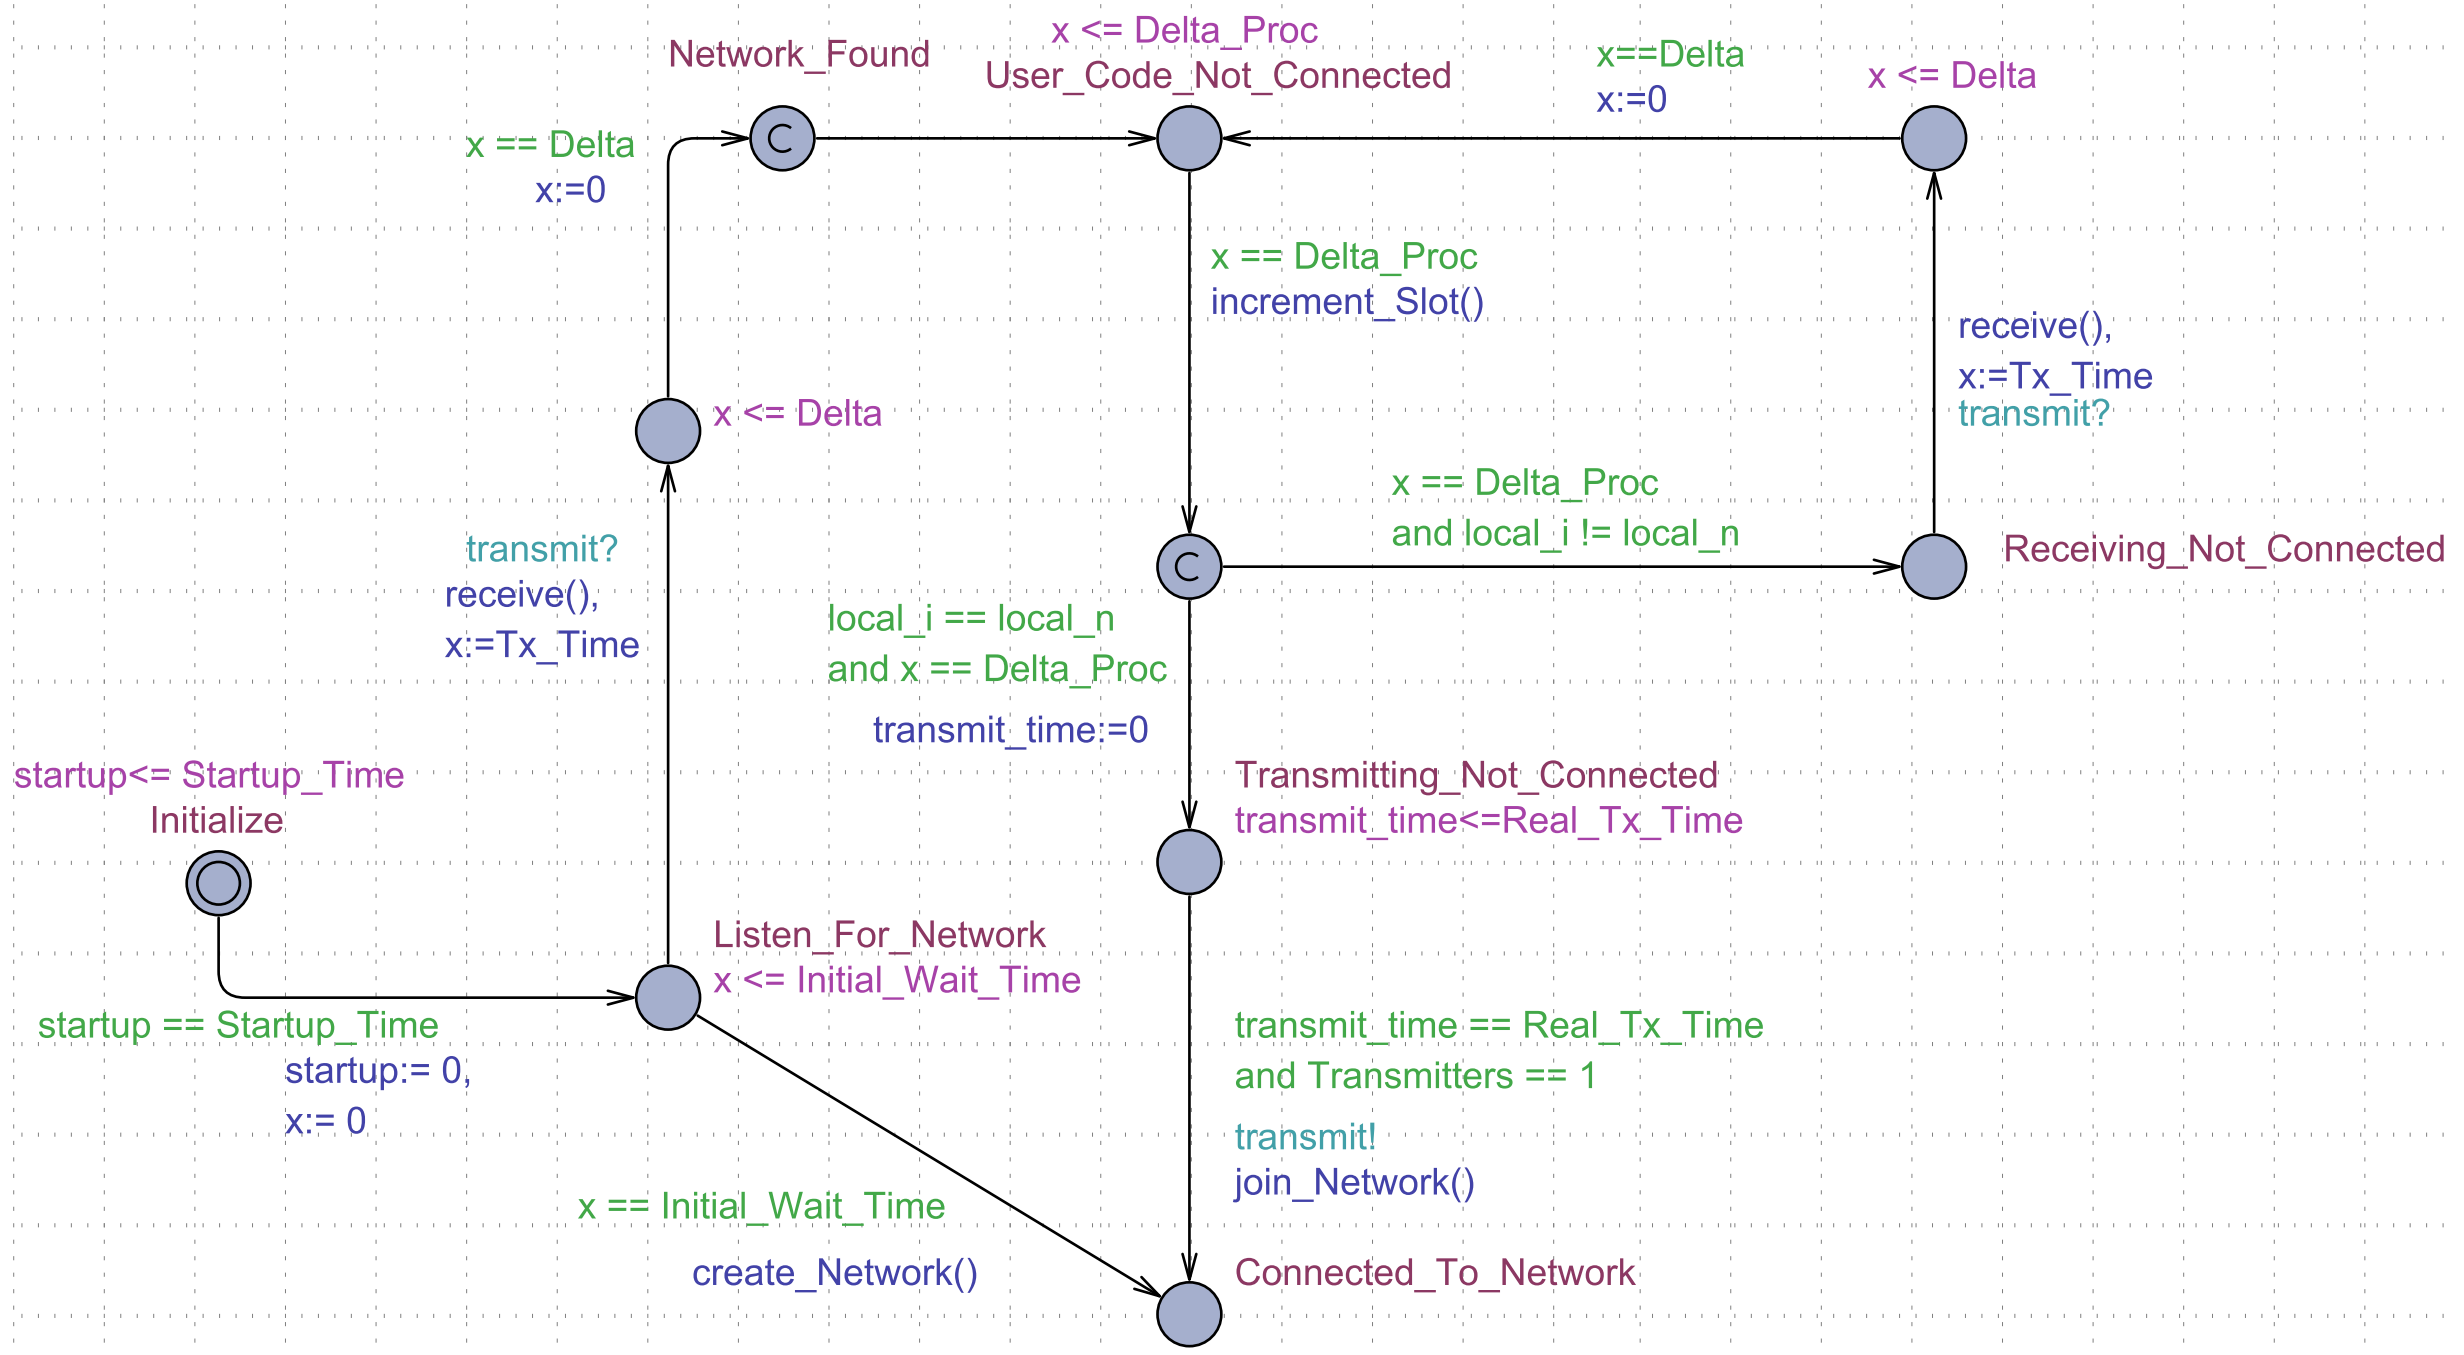 x <= Delta_Proc
Network_Found
User_Code_Not_Connected
x==Delta
x:=0
x <= Delta
C
x == Delta
x:=0
x == Delta_Proc
increment_Slot()
receive(),
x:=Tx_Time
transmit?
x <= Delta
x == Delta_Proc
and local_i != local_n
transmit?
receive(),
x:=Tx_Time
C
Receiving_Not_Connected
local_i == local_n
and x == Delta_Proc
transmit_time:=0
startup<= Startup_Time
Initialize
Transmitting_Not_Connected
transmit_time<=Real_Tx_Time
Listen_For_Network
x <= Initial_Wait_Time
startup == Startup_Time
startup:= 0,
x:= 0
transmit_time == Real_Tx_Time
and Transmitters == 1
transmit!
join_Network()
x == Initial_Wait_Time
create_Network()
Connected_To_Network